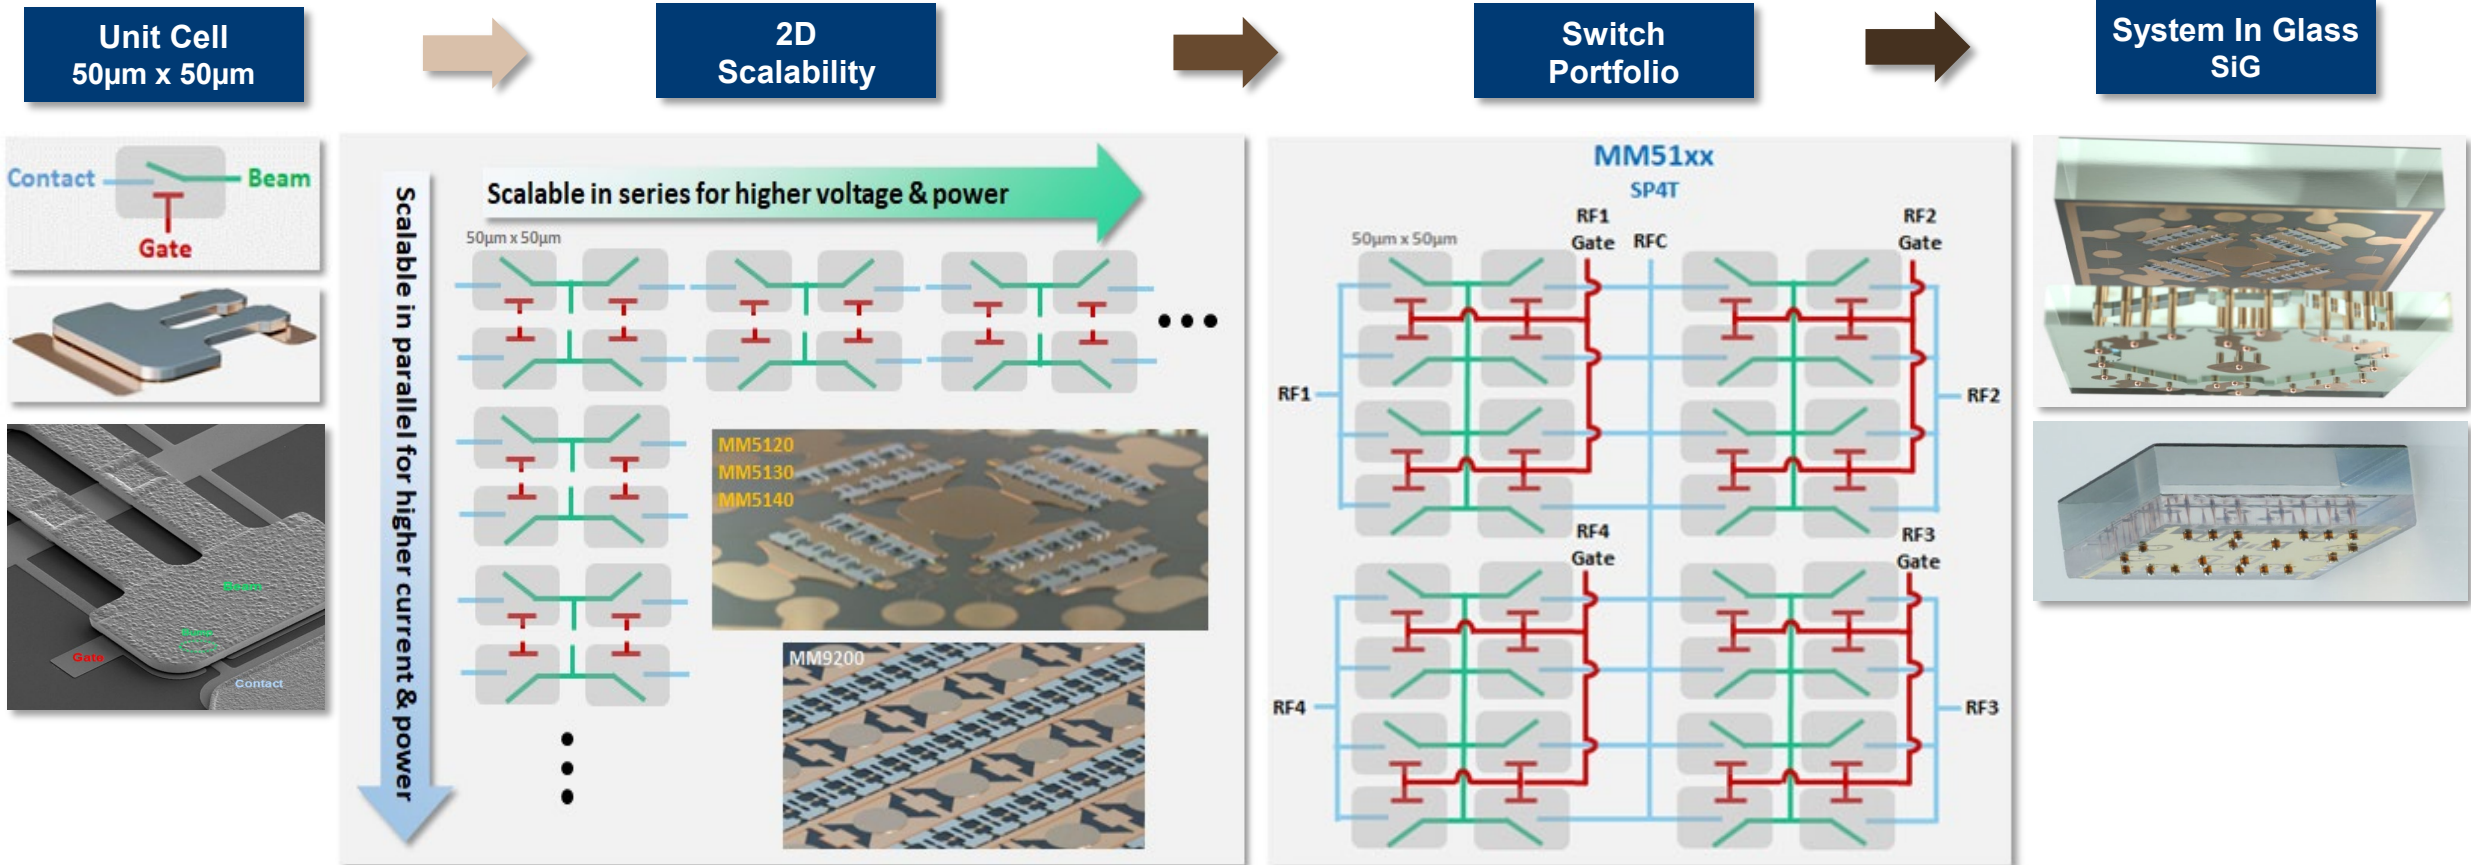 Unit Cell
50µm x 50µm
2D
Scalability
Switch
Portfolio
System In Glass
SiG
Contact
Beam
Gate
Beam
Gate
Contact
Scalable in parallel for higher current & power
Scalable in series for higher voltage & power
50µm x 50µm
MM5120
MM5130
MM5140
MM9200
MM51xx
SP4T
50µm x 50µm
RF1
Gate
RFC
RF2
Gate
RF1
RF2
RF4
Gate
RF3
Gate
RF4
RF3